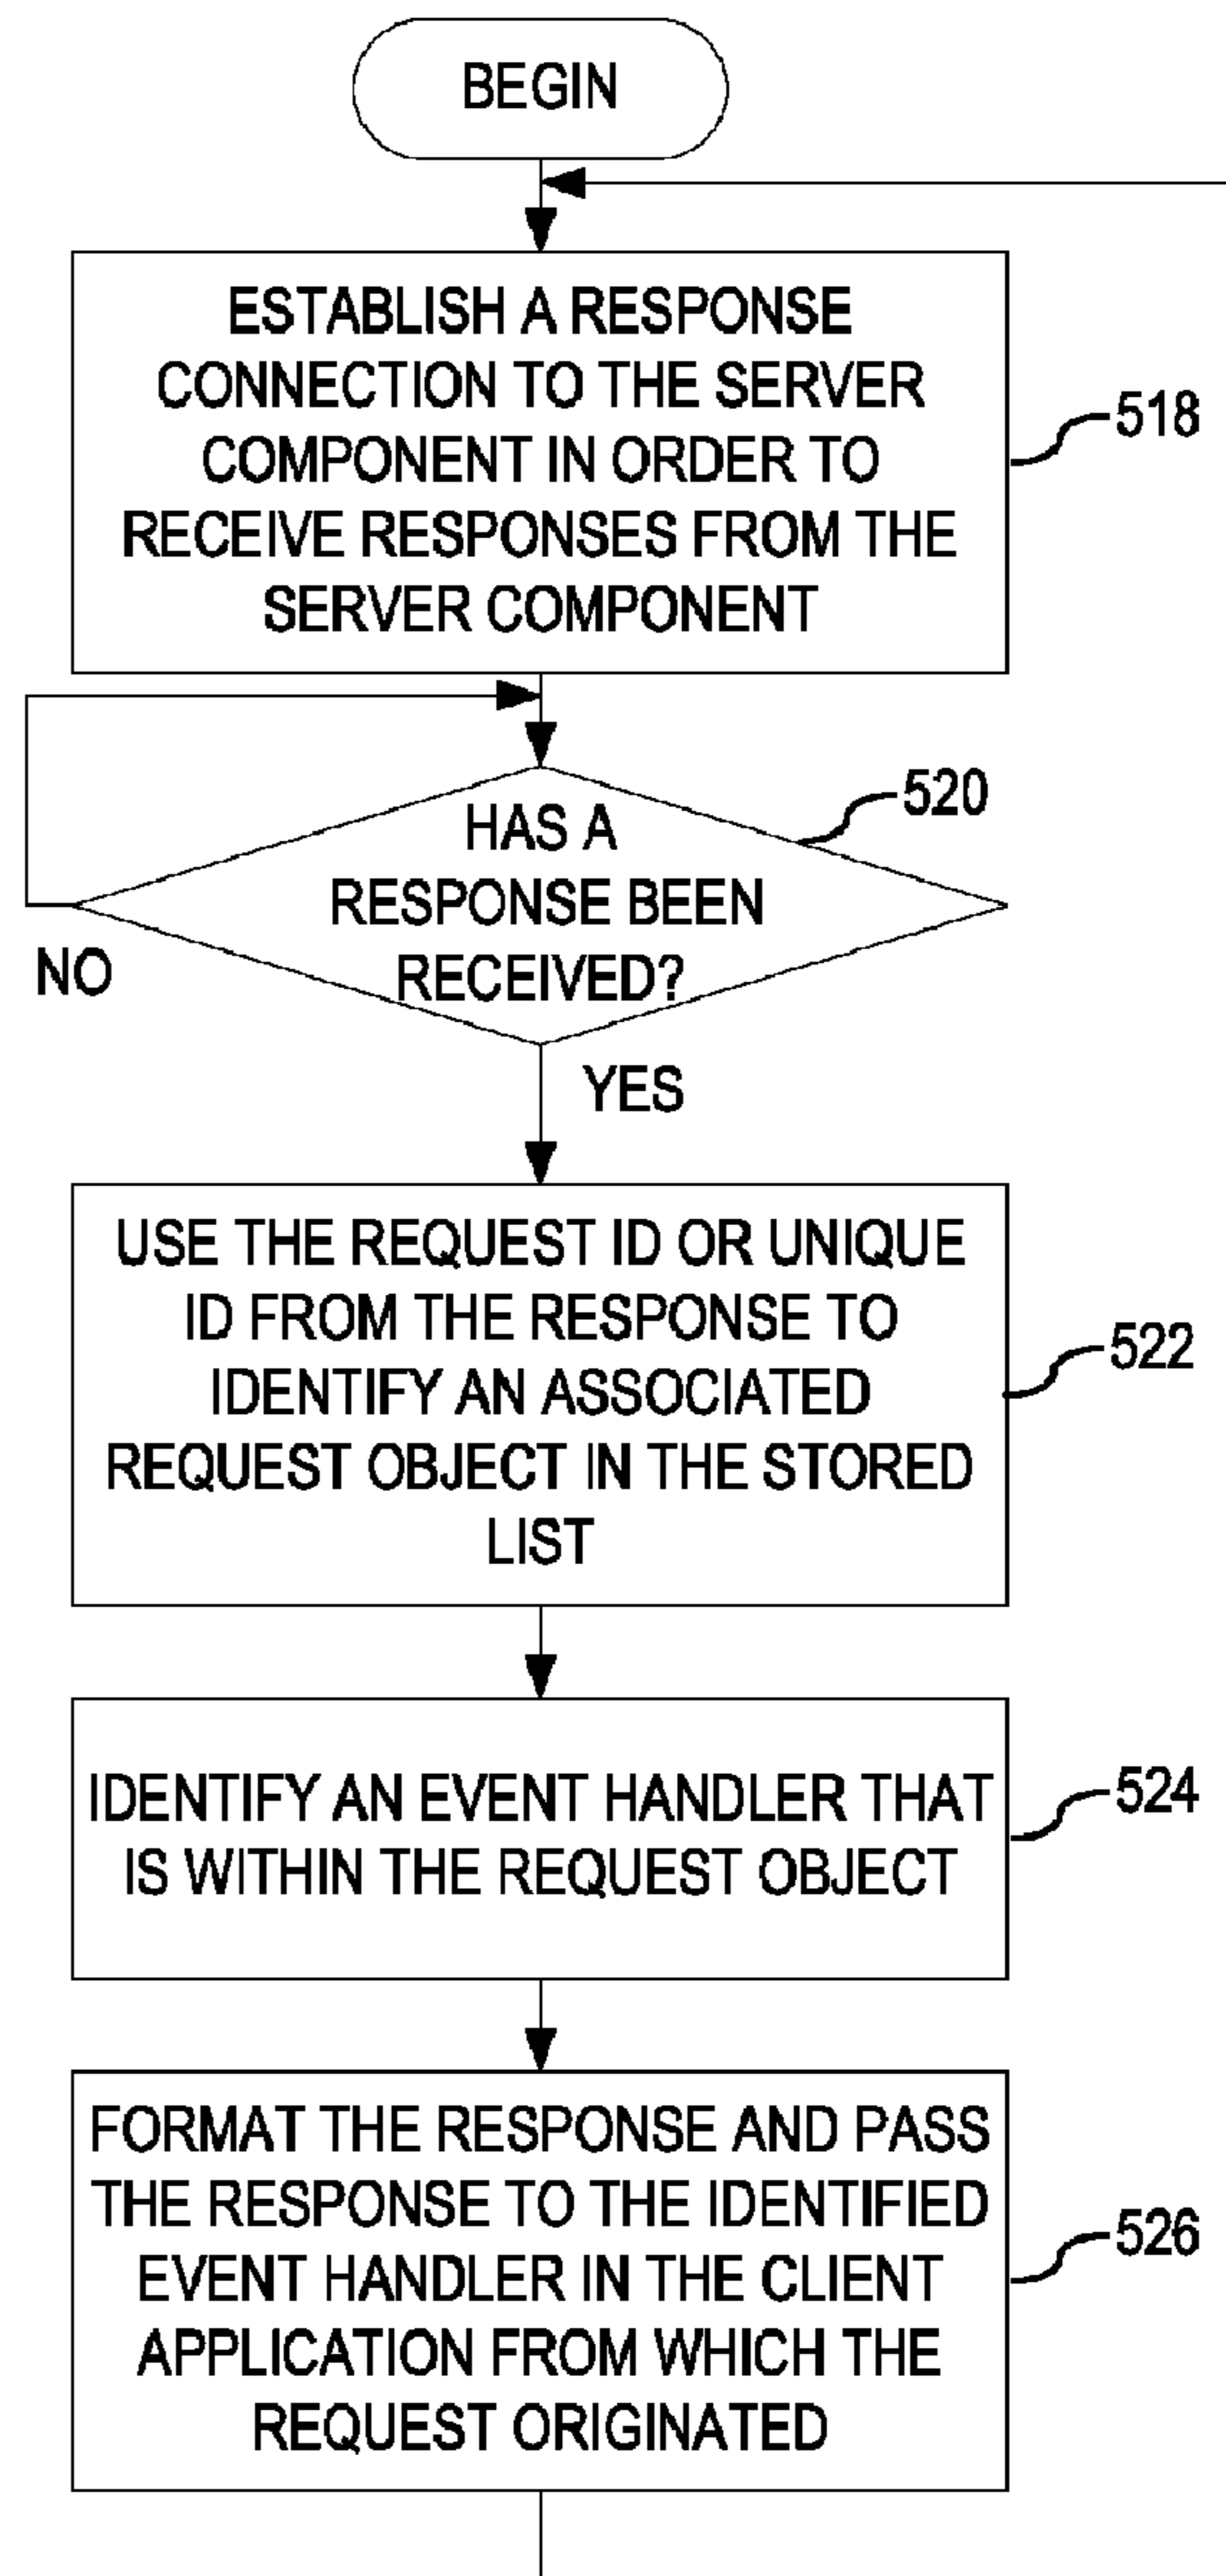 BEGIN
ESTABLISH A RESPONSE
CONNECTION TO THE SERVER
COMPONENT IN ORDER TO
RECEIVE RESPONSES FROM THE
SERVER COMPONENT
518
HAS A
RESPONSE BEEN
RECEIVED?
520
NO
YES
USE THE REQUEST ID OR UNIQUE
ID FROM THE RESPONSE TO
IDENTIFY AN ASSOCIATED
REQUEST OBJECT IN THE STORED
LIST
522
IDENTIFY AN EVENT HANDLER THAT
IS WITHIN THE REQUEST OBJECT
524
FORMAT THE RESPONSE AND PASS
THE RESPONSE TO THE IDENTIFIED
EVENT HANDLER IN THE CLIENT
APPLICATION FROM WHICH THE
REQUEST ORIGINATED
526